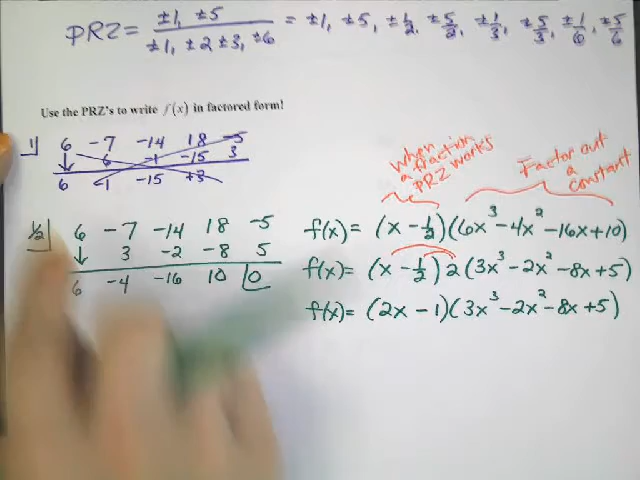 PRZ = ±1, ±5 / ±1, ±2 ±3, ±6 = ±1, ±5, ±1/2, ±5/2, ±1/3, ±5/3, ±1/6, ±5/6
Use the PRZ's to write f(x) in factored form!
1| 6 -7 -14 18 -5
↓ 6 -1 -15 3
6 -1 -15 +3
When a fraction PRZ works
Factor out a constant
1/2| 6 -7 -14 18 -5
↓ 3 -2 -8 5
6 -4 -16 10 |0
f(x) = (x - 1/2)(6x³ - 4x² - 16x + 10)
f(x) = (x - 1/2) 2 (3x³ - 2x² - 8x + 5)
f(x) = (2x - 1)(3x³ - 2x² - 8x + 5)